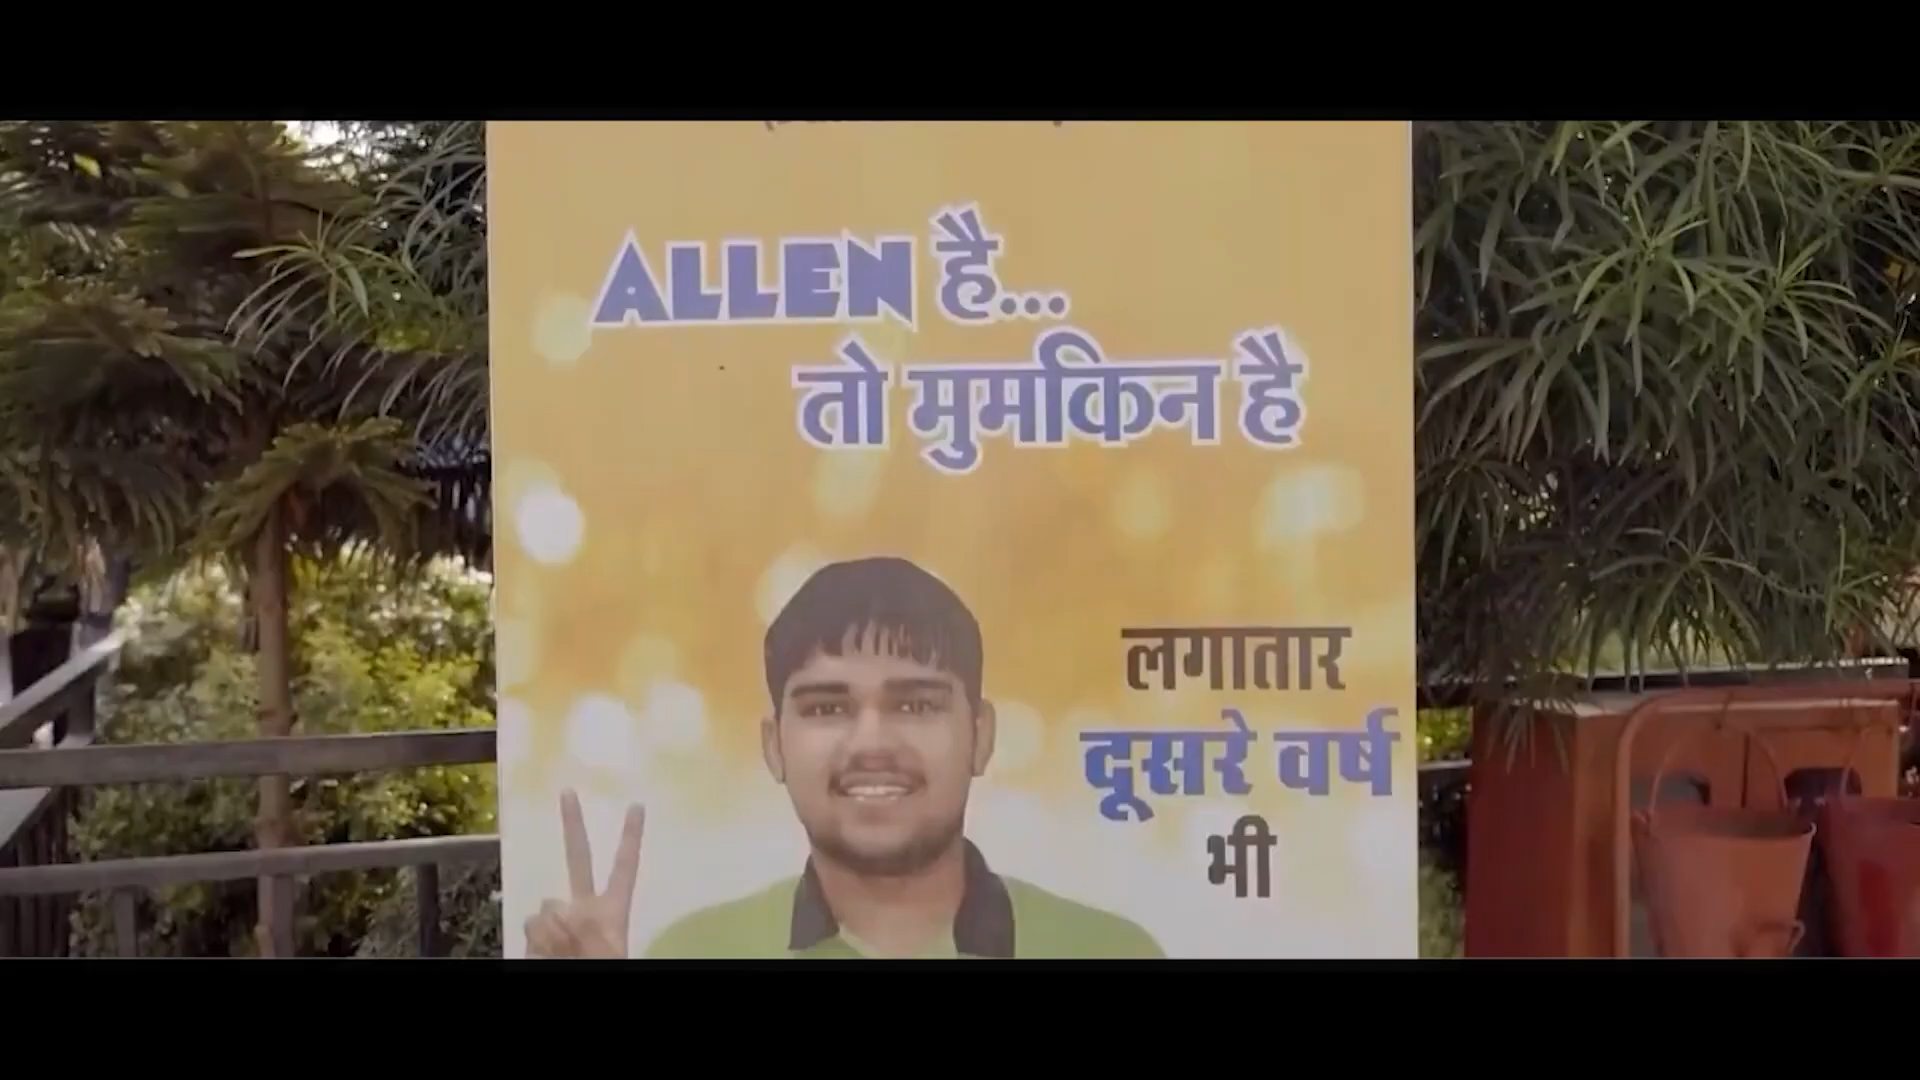 ALLEN है...
तो मुमकिन है
लगातार
दूसरे वर्ष
भी